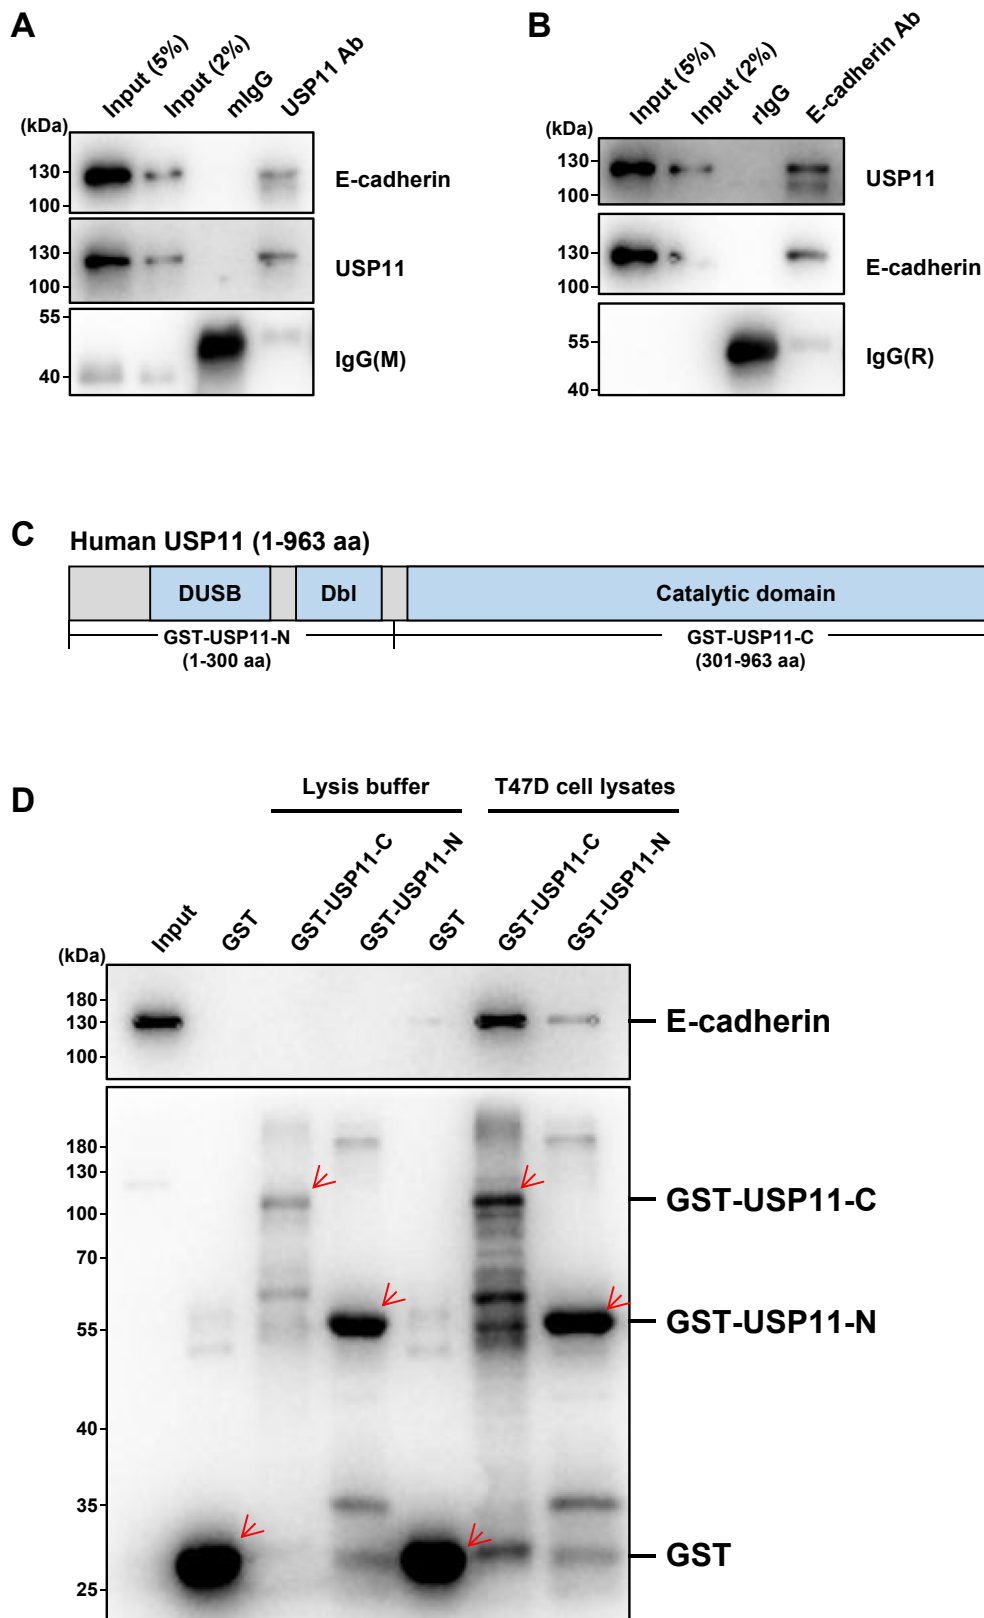 A
Input (5%)
Input (2%)
mIgG
USP11 Ab
(kDa)
130
100
E-cadherin
130
100
USP11
55
40
IgG(M)
B
Input (5%)
Input (2%)
rIgG
E-cadherin Ab
(kDa)
130
100
USP11
130
100
E-cadherin
55
40
IgG(R)
C
Human USP11 (1-963 aa)
DUSB
Dbl
Catalytic domain
GST-USP11-N
(1-300 aa)
GST-USP11-C
(301-963 aa)
D
Lysis buffer
T47D cell lysates
Input
GST
GST-USP11-C
GST-USP11-N
GST
GST-USP11-C
GST-USP11-N
(kDa)
180
130
100
E-cadherin
180
130
100
70
55
40
35
25
GST-USP11-C
GST-USP11-N
GST